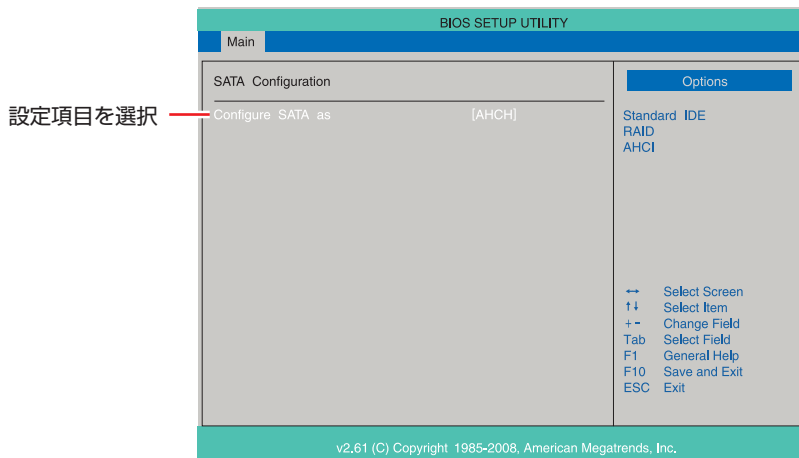 BIOS SETUP UTILITY
Main
SATA Configuration
設定項目を選択
Configure SATA as [AHCH]
Options
Standard IDE
RAID
AHCI
↔ Select Screen
↑↓ Select Item
+- Change Field
Tab Select Field
F1 General Help
F10 Save and Exit
ESC Exit
v2.61 (C) Copyright 1985-2008, American Megatrends, Inc.